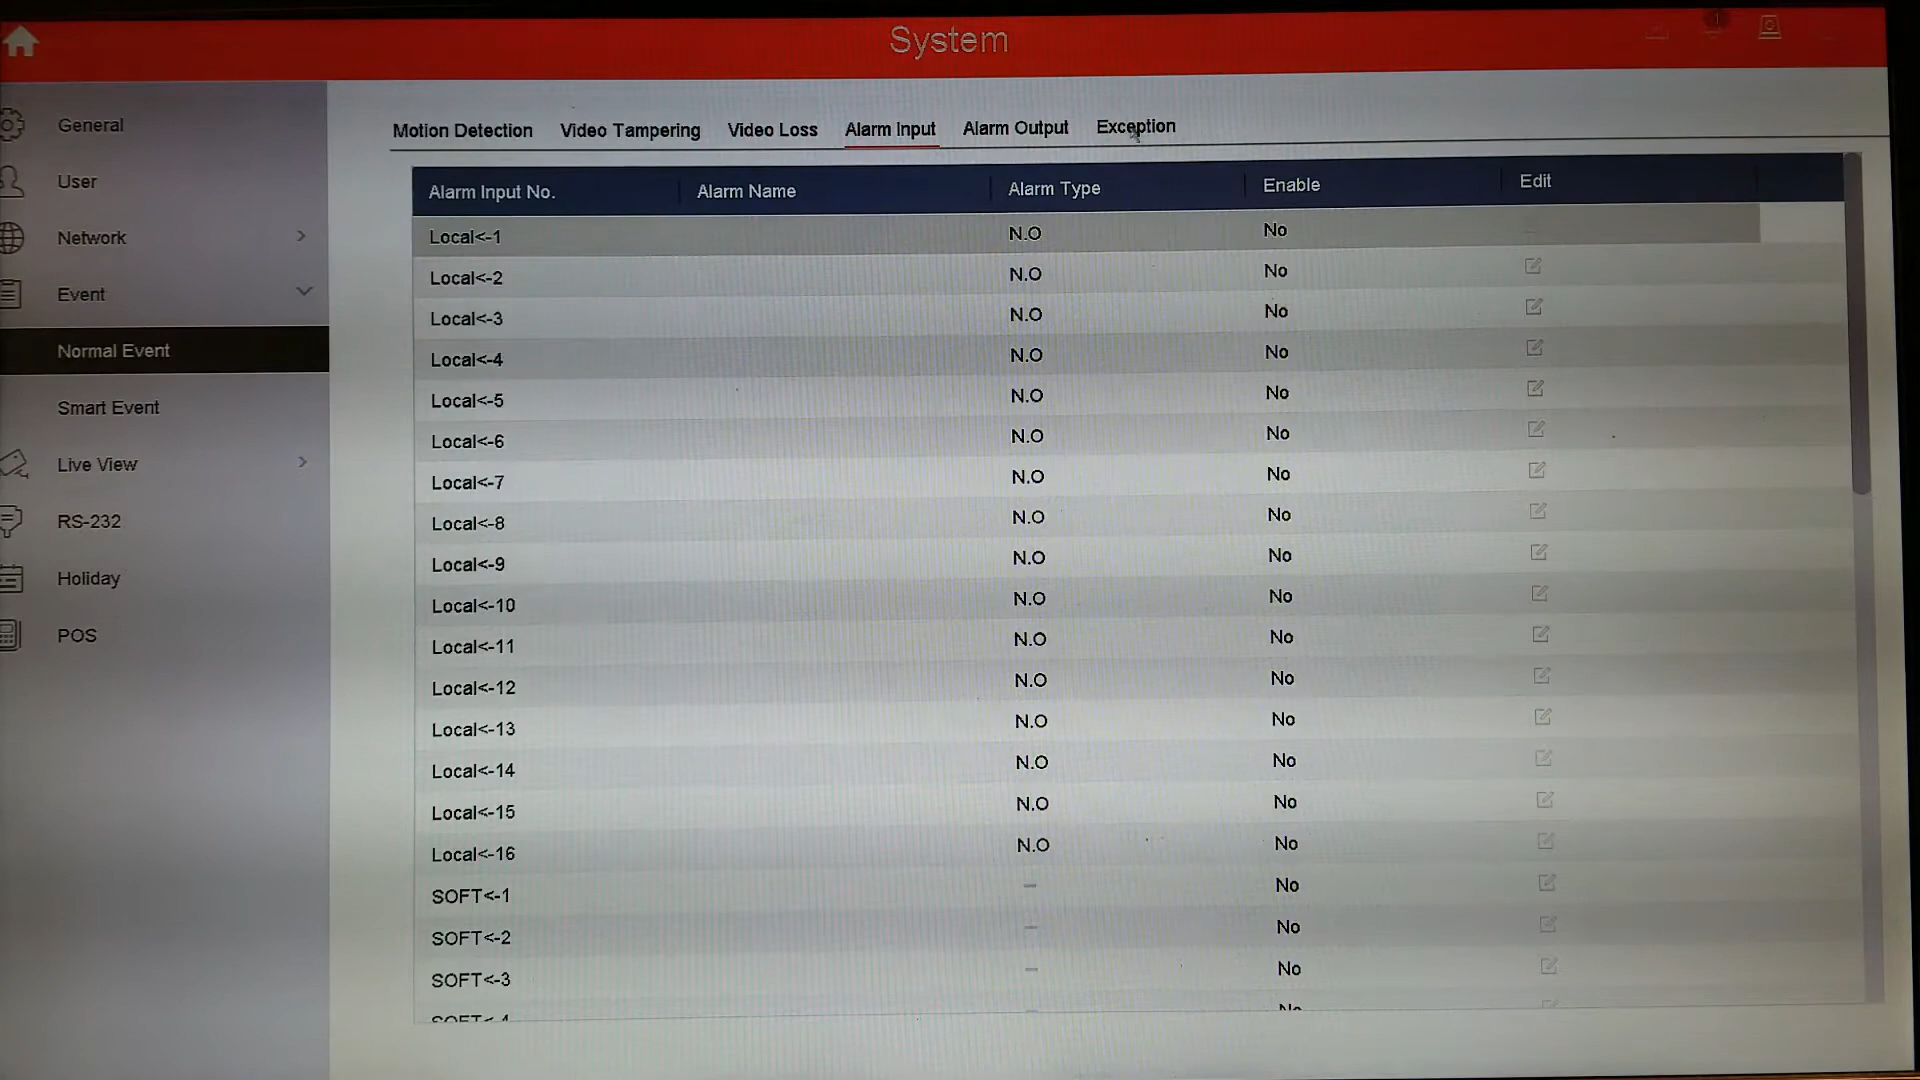 System
1
General
User
Network
Event
Normal Event
Smart Event
Live View
RS-232
Holiday
POS
Motion Detection Video Tampering Video Loss Alarm Input Alarm Output Exception
Alarm Input No. Alarm Name Alarm Type Enable Edit
Local<-1 N.O No
Local<-2 N.O No
Local<-3 N.O No
Local<-4 N.O No
Local<-5 N.O No
Local<-6 N.O No
Local<-7 N.O No
Local<-8 N.O No
Local<-9 N.O No
Local<-10 N.O No
Local<-11 N.O No
Local<-12 N.O No
Local<-13 N.O No
Local<-14 N.O No
Local<-15 N.O No
Local<-16 N.O No
SOFT<-1 – No
SOFT<-2 – No
SOFT<-3 – No
SOFT<-4 No